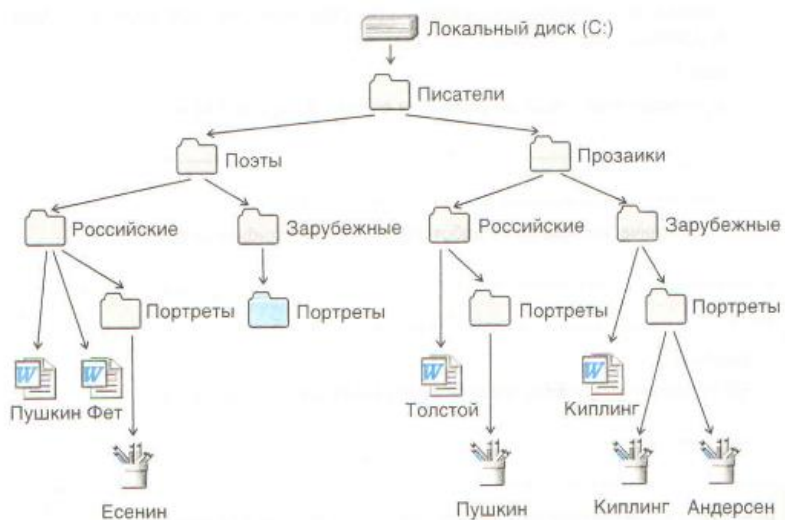 Локальный диск (C:)
Писатели
Поэты
Прозаики
Российские
Зарубежные
Российские
Зарубежные
Портреты
Портреты
Портреты
Портреты
Пушкин Фет
Толстой
Киплинг
Есенин
Пушкин
Киплинг
Андерсен